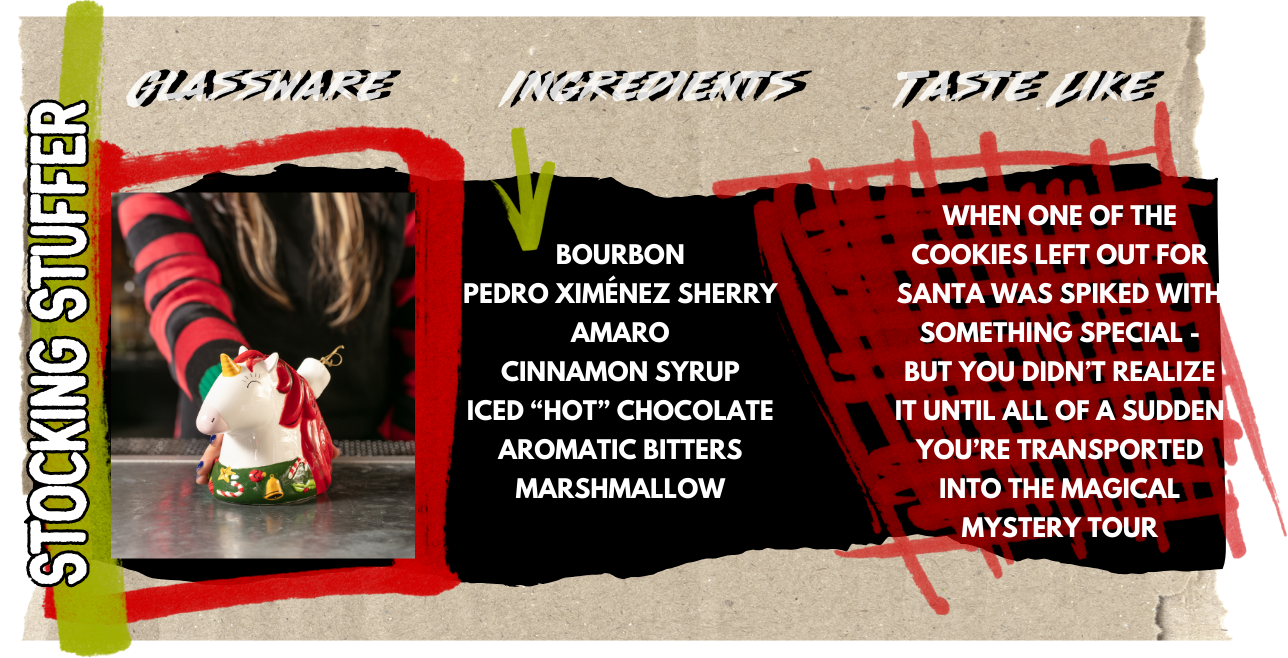 STOCKING STUFFER
GLASSWARE
INGREDIENTS
TASTE LIKE
BOURBON
PEDRO XIMÉNEZ SHERRY
AMARO
CINNAMON SYRUP
ICED “HOT” CHOCOLATE
AROMATIC BITTERS
MARSHMALLOW
WHEN ONE OF THE
COOKIES LEFT OUT FOR
SANTA WAS SPIKED WITH
SOMETHING SPECIAL -
BUT YOU DIDN’T REALIZE
IT UNTIL ALL OF A SUDDEN
YOU’RE TRANSPORTED
INTO THE MAGICAL
MYSTERY TOUR